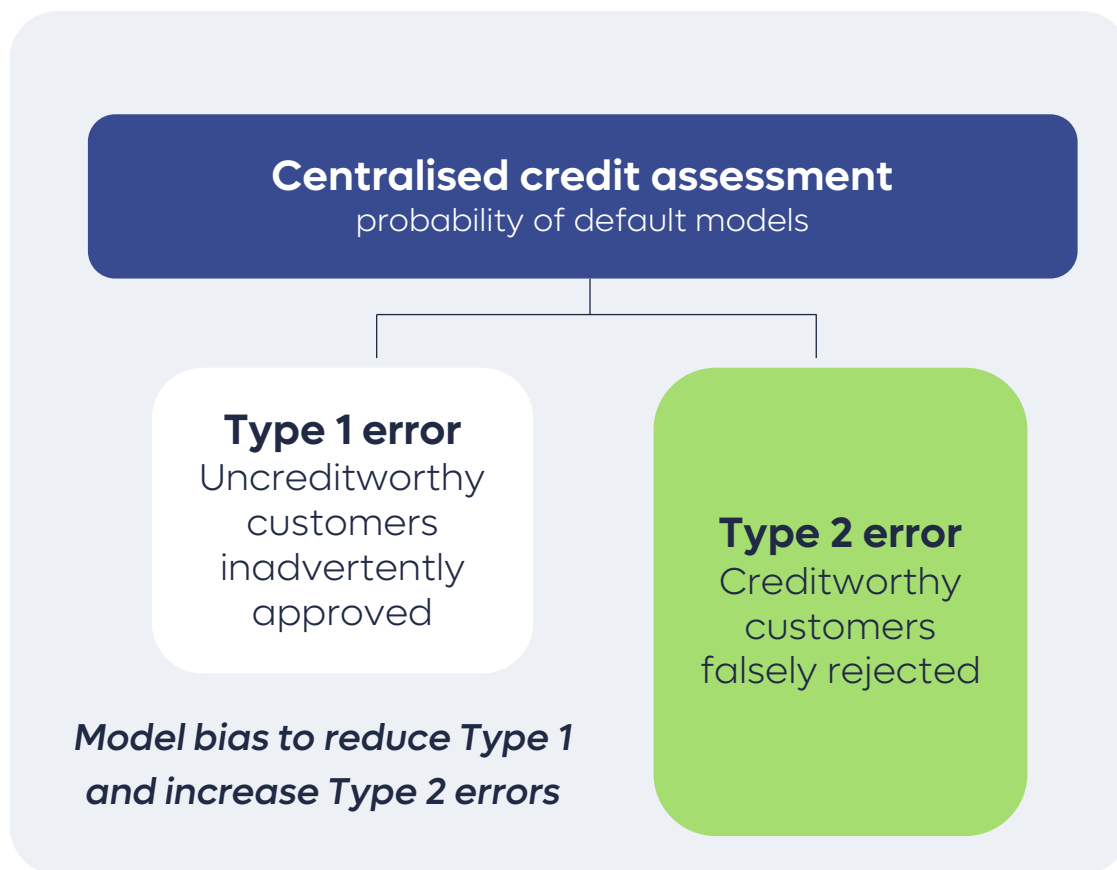 Centralised credit assessment
probability of default models
Type 1 error
Uncreditworthy
customers
inadvertently
approved
Type 2 error
Creditworthy
customers
falsely rejected
Model bias to reduce Type 1
and increase Type 2 errors